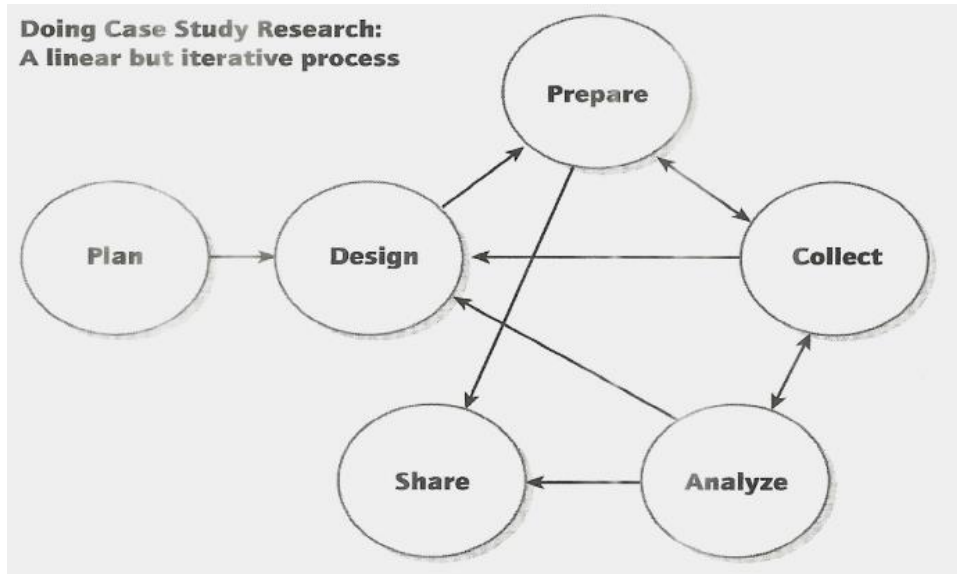 Doing Case Study Research:
A linear but iterative process
Prepare
Plan
Design
Collect
Share
Analyze